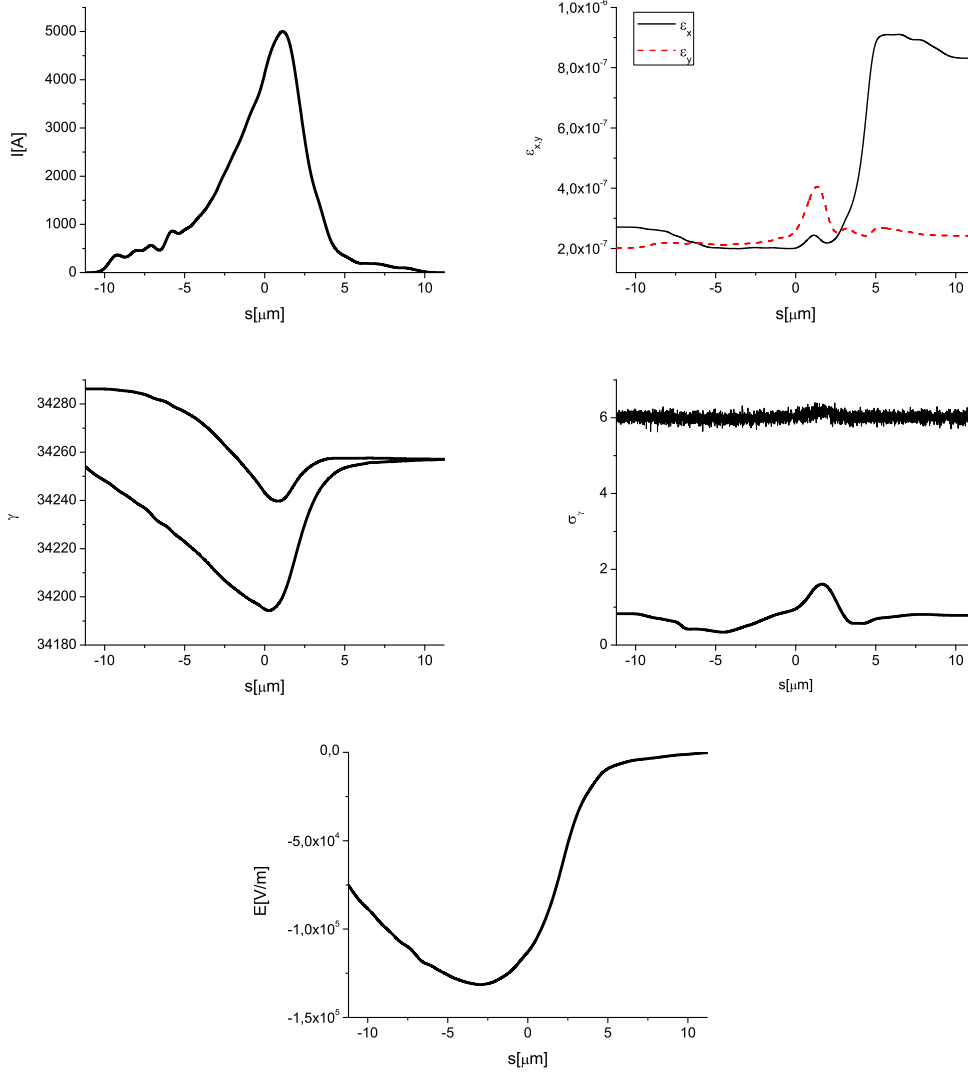 5000
4000
3000
2000
1000
0
I[A]
-10 -5 0 5 10
s[μm]
1,0x10⁻⁶
8,0x10⁻⁷
6,0x10⁻⁷
4,0x10⁻⁷
2,0x10⁻⁷
ε_x,y
ε_x
ε_y
-10 -5 0 5 10
s[μm]
34280
34260
34240
34220
34200
34180
γ
-10 -5 0 5 10
s[μm]
6
4
2
0
σ_γ
-10 -5 0 5 10
s[μm]
0,0
-5,0x10⁴
-1,0x10⁵
-1,5x10⁵
E[V/m]
-10 -5 0 5 10
s[μm]